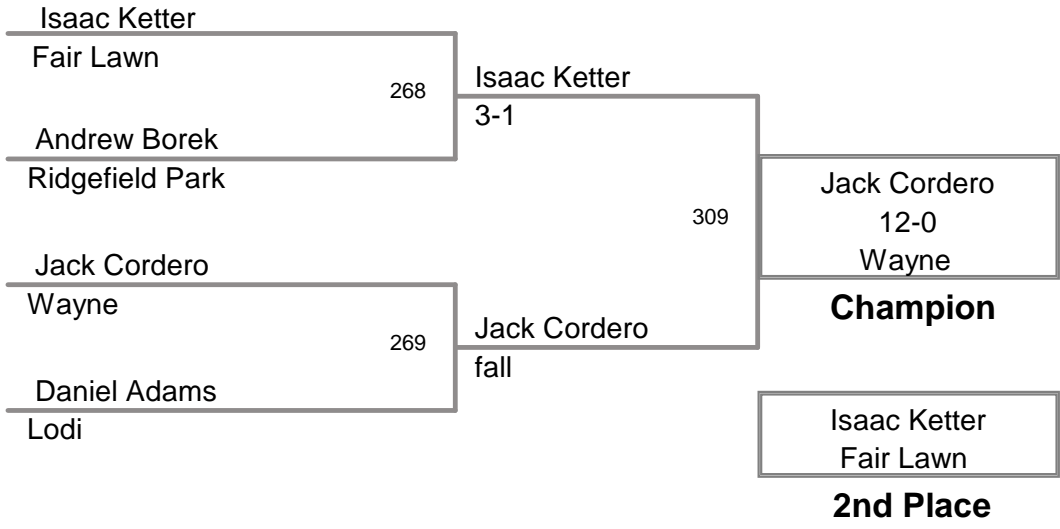 Isaac Ketter
Fair Lawn
268
Andrew Borek
Ridgefield Park
Jack Cordero
Wayne
269
Daniel Adams
Lodi
Isaac Ketter
3-1
309
Jack Cordero
fall
Jack Cordero
12-0
Wayne
Champion
Isaac Ketter
Fair Lawn
2nd Place